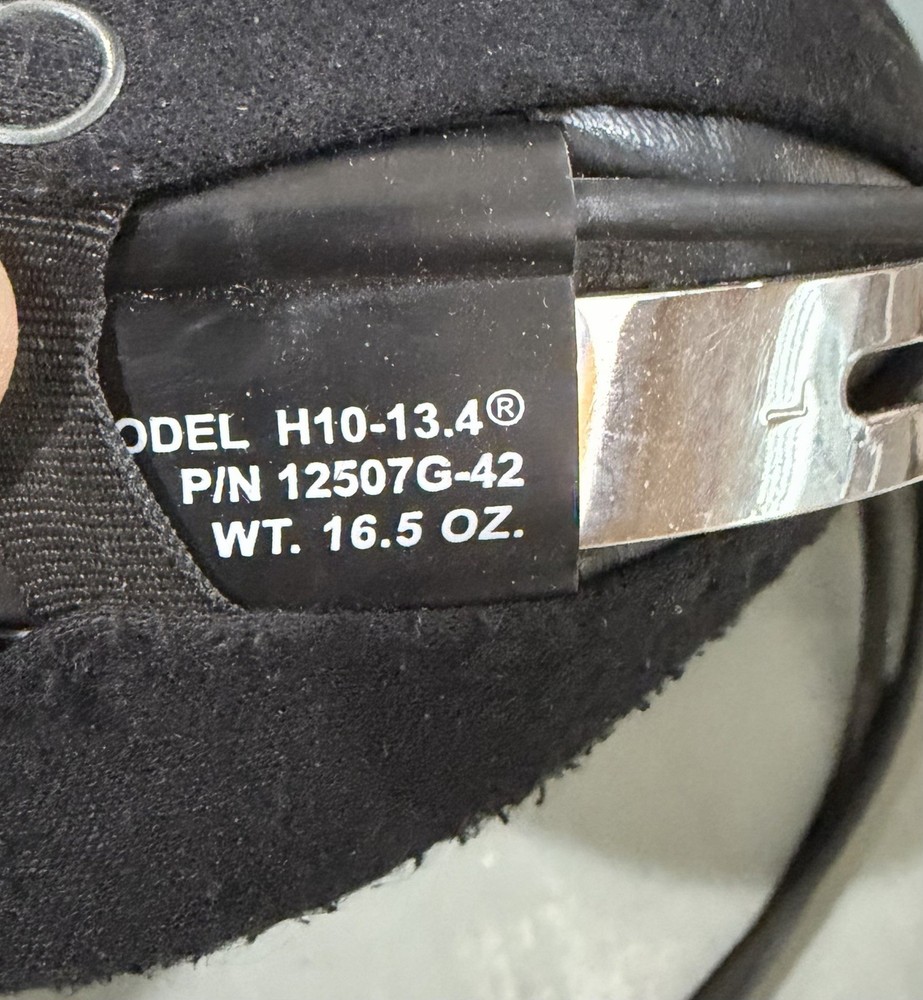 ODEL H10-13.4®
P/N 12507G-42
WT. 16.5 OZ.
L